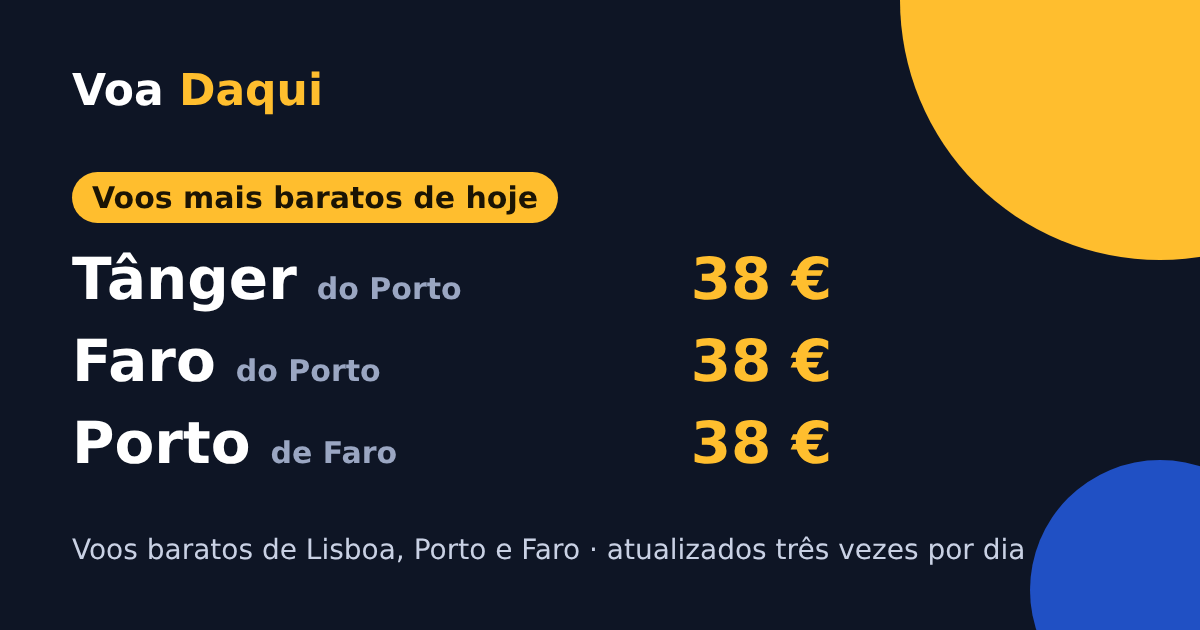 Voa Daqui
Voos mais baratos de hoje
Tânger do Porto 38 €
Faro do Porto 38 €
Porto de Faro 38 €
Voos baratos de Lisboa, Porto e Faro · atualizados três vezes por dia